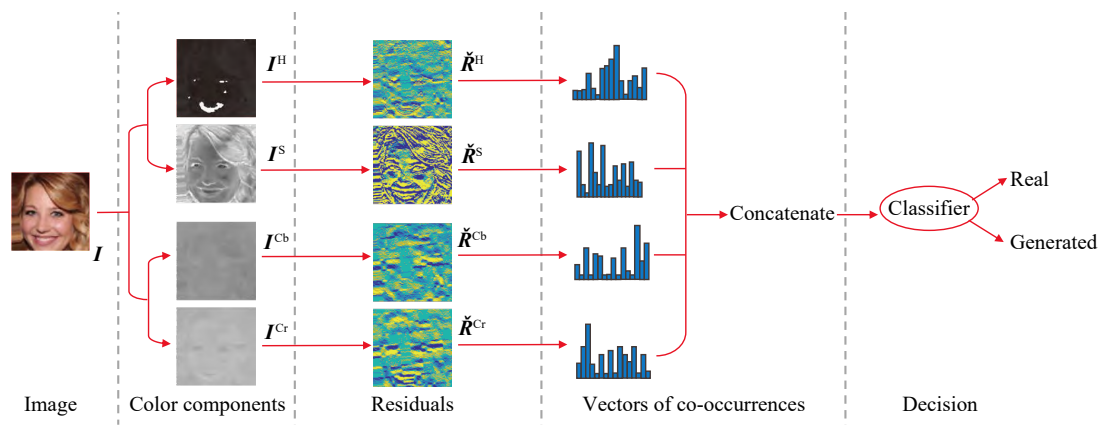 I
I^H
I^S
I^Cb
I^Cr
Ř^H
Ř^S
Ř^Cb
Ř^Cr
Concatenate
Classifier
Real
Generated
Image
Color components
Residuals
Vectors of co-occurrences
Decision